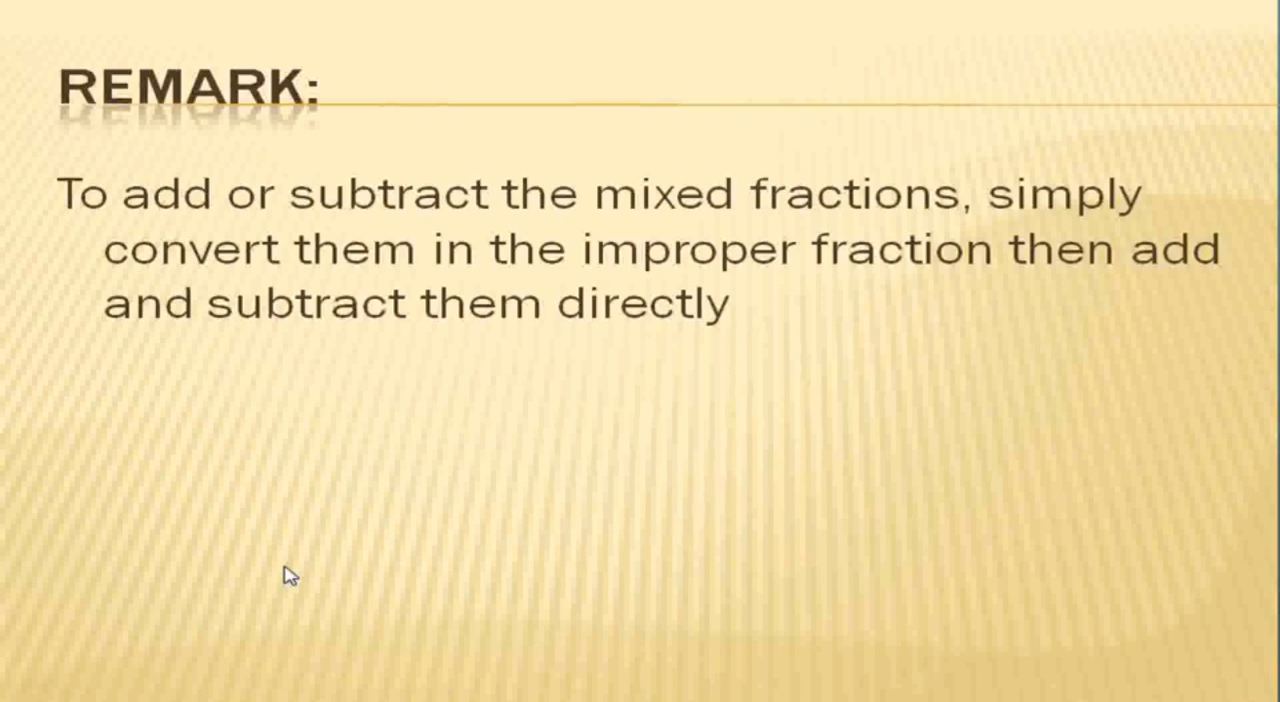 REMARK:
To add or subtract the mixed fractions, simply
convert them in the improper fraction then add
and subtract them directly